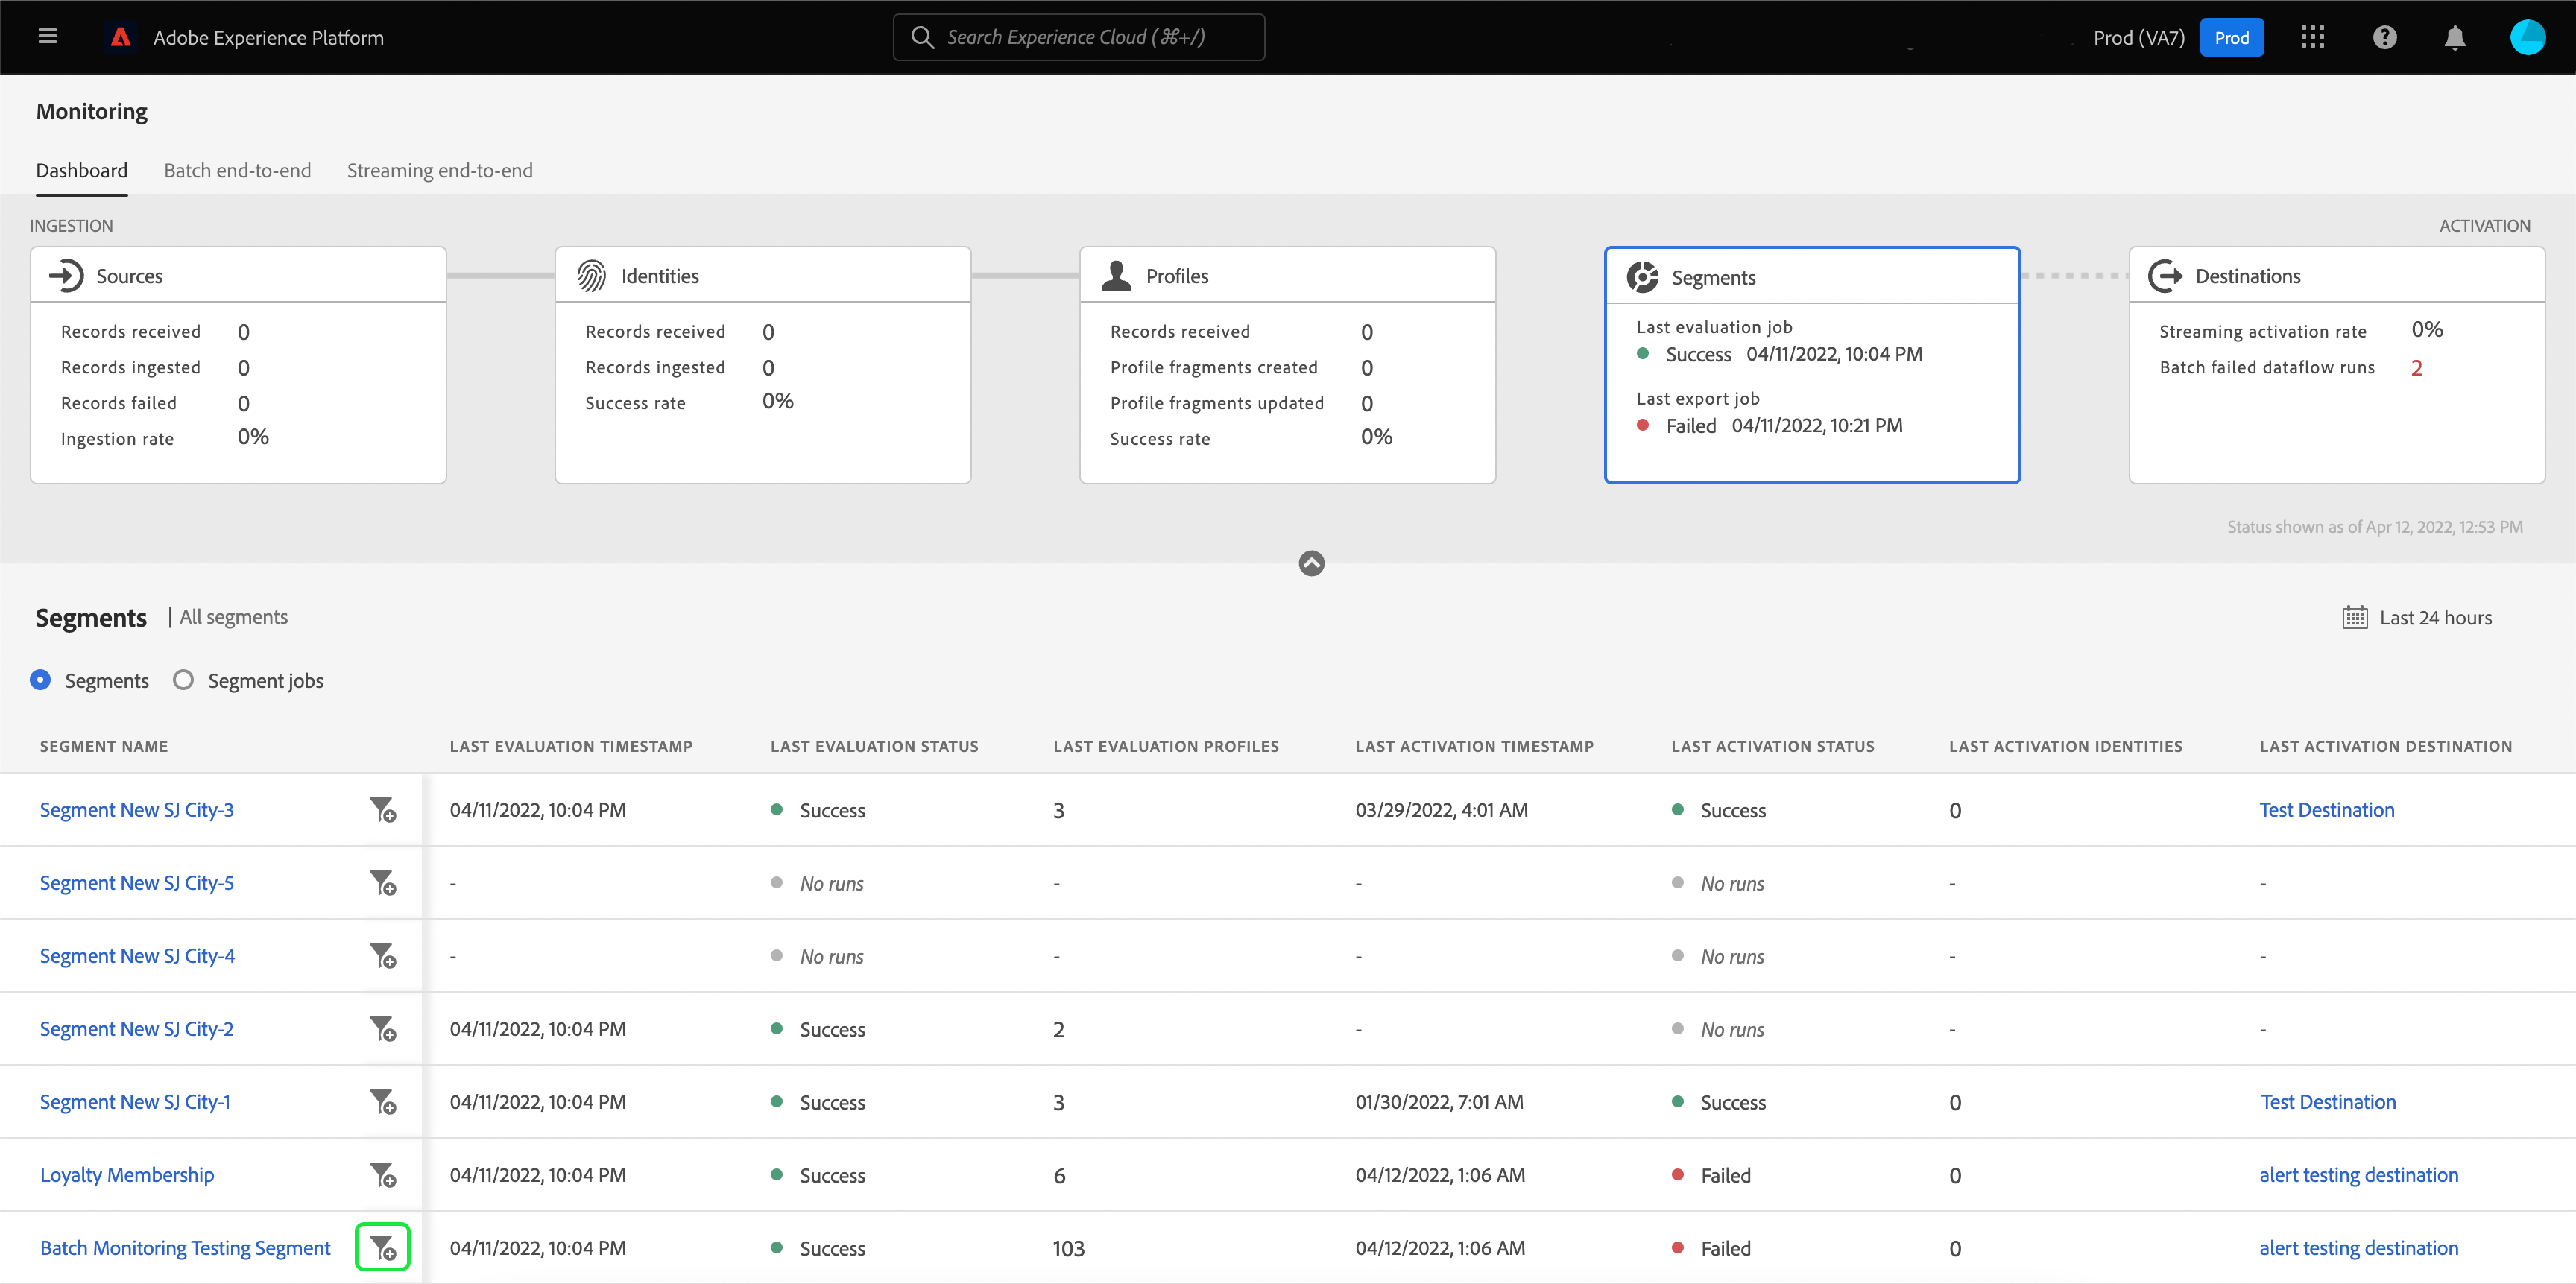 Adobe Experience Platform
Search Experience Cloud (⌘+/)
Prod (VA7) Prod
Monitoring
Dashboard Batch end-to-end Streaming end-to-end
INGESTION ACTIVATION
Sources
Records received 0
Records ingested 0
Records failed 0
Ingestion rate 0%
Identities
Records received 0
Records ingested 0
Success rate 0%
Profiles
Records received 0
Profile fragments created 0
Profile fragments updated 0
Success rate 0%
Segments
Last evaluation job
Success 04/11/2022, 10:04 PM
Last export job
Failed 04/11/2022, 10:21 PM
Destinations
Streaming activation rate 0%
Batch failed dataflow runs 2
Status shown as of Apr 12, 2022, 12:53 PM
Segments | All segments Last 24 hours
Segments Segment jobs
SEGMENT NAME LAST EVALUATION TIMESTAMP LAST EVALUATION STATUS LAST EVALUATION PROFILES LAST ACTIVATION TIMESTAMP LAST ACTIVATION STATUS LAST ACTIVATION IDENTITIES LAST ACTIVATION DESTINATION
Segment New SJ City-3 04/11/2022, 10:04 PM Success 3 03/29/2022, 4:01 AM Success 0 Test Destination
Segment New SJ City-5 - No runs - - No runs - -
Segment New SJ City-4 - No runs - - No runs - -
Segment New SJ City-2 04/11/2022, 10:04 PM Success 2 - No runs - -
Segment New SJ City-1 04/11/2022, 10:04 PM Success 3 01/30/2022, 7:01 AM Success 0 Test Destination
Loyalty Membership 04/11/2022, 10:04 PM Success 6 04/12/2022, 1:06 AM Failed 0 alert testing destination
Batch Monitoring Testing Segment 04/11/2022, 10:04 PM Success 103 04/12/2022, 1:06 AM Failed 0 alert testing destination